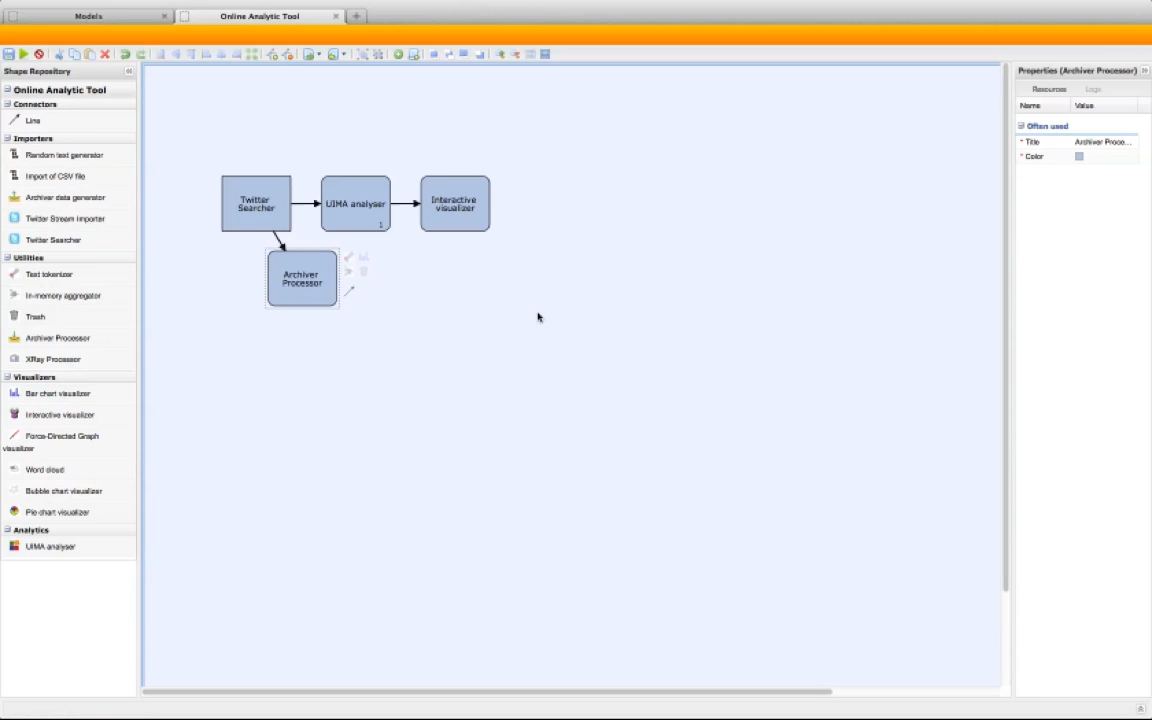 Models
Online Analytic Tool
Shape Repository
Online Analytic Tool
Connectors
Line
Importers
Random text generator
Import of CSV file
Archiver data generator
Twitter Stream Importer
Twitter Searcher
Utilities
Text tokenizer
In-memory aggregator
Trash
Archiver Processor
XRay Processor
Visualizers
Bar chart visualizer
Interactive visualizer
Force-Directed Graph
visualizer
Word cloud
Bubble chart visualizer
Pie chart visualizer
Analytics
UIMA analyser
Twitter
Searcher
UIMA analyser
1
Interactive
visualizer
Archiver
Processor
Properties (Archiver Processor)
Resources Logs
Name Value
Often used
* Title Archiver Proce...
* Color